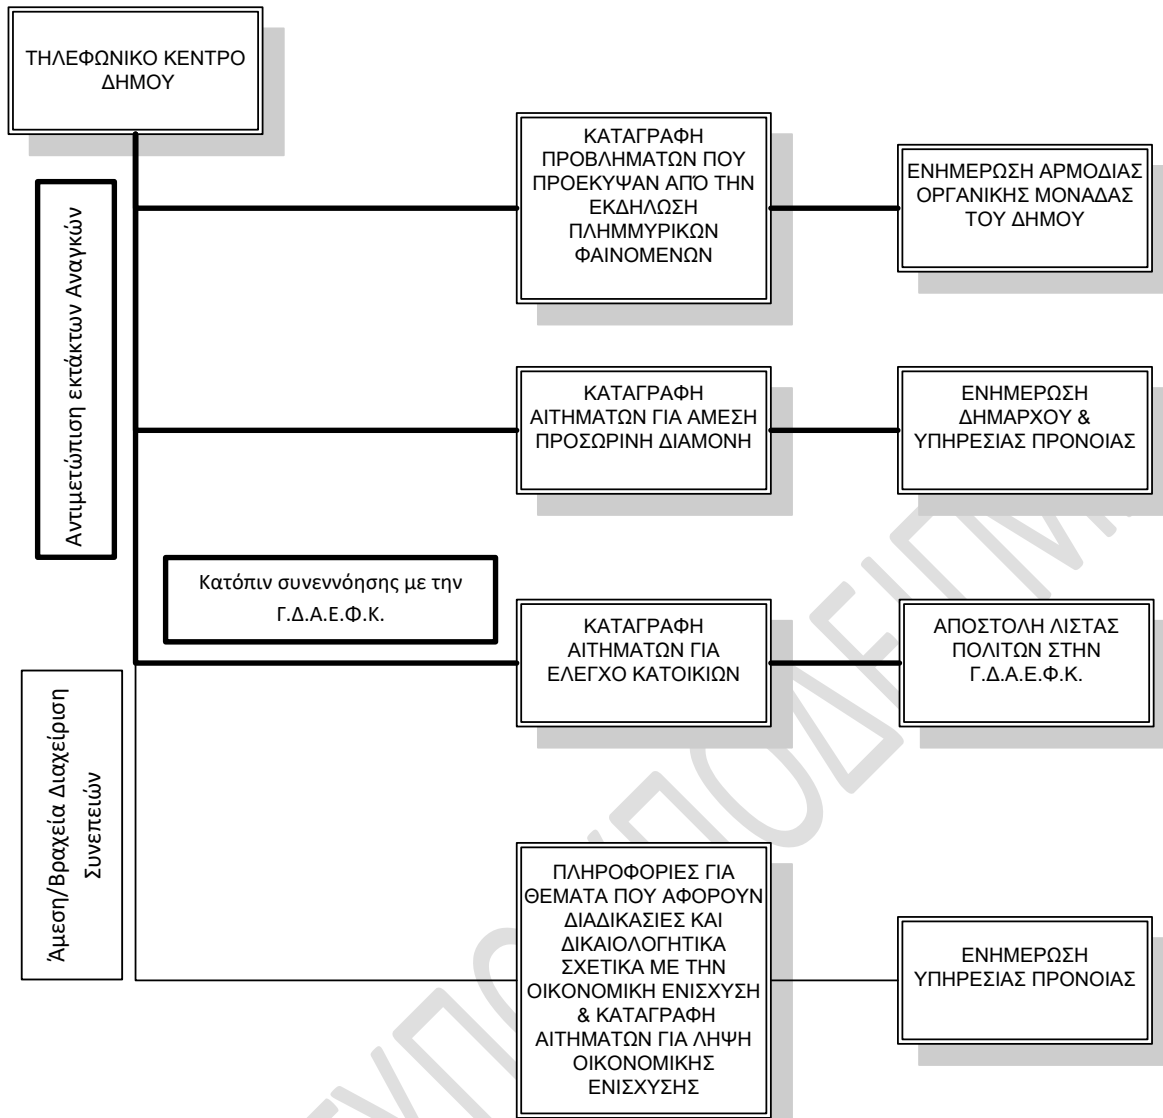 ΤΗΛΕΦΩΝΙΚΟ ΚΕΝΤΡΟ
ΔΗΜΟΥ
ΚΑΤΑΓΡΑΦΗ
ΠΡΟΒΛΗΜΑΤΩΝ ΠΟΥ
ΠΡΟΕΚΥΨΑΝ ΑΠΌ ΤΗΝ
ΕΚΔΗΛΩΣΗ
ΠΛΗΜΜΥΡΙΚΩΝ
ΦΑΙΝΟΜΕΝΩΝ
ΕΝΗΜΕΡΩΣΗ ΑΡΜΟΔΙΑΣ
ΟΡΓΑΝΙΚΗΣ ΜΟΝΑΔΑΣ
ΤΟΥ ΔΗΜΟΥ
Αντιμετώπιση εκτάκτων Αναγκών
ΚΑΤΑΓΡΑΦΗ
ΑΙΤΗΜΑΤΩΝ ΓΙΑ ΑΜΕΣΗ
ΠΡΟΣΩΡΙΝΗ ΔΙΑΜΟΝΗ
ΕΝΗΜΕΡΩΣΗ
ΔΗΜΑΡΧΟΥ &
ΥΠΗΡΕΣΙΑΣ ΠΡΟΝΟΙΑΣ
Κατόπιν συνεννόησης με την
Γ.Δ.Α.Ε.Φ.Κ.
ΚΑΤΑΓΡΑΦΗ
ΑΙΤΗΜΑΤΩΝ ΓΙΑ
ΕΛΕΓΧΟ ΚΑΤΟΙΚΙΩΝ
ΑΠΟΣΤΟΛΗ ΛΙΣΤΑΣ
ΠΟΛΙΤΩΝ ΣΤΗΝ
Γ.Δ.Α.Ε.Φ.Κ.
Άμεση/Βραχεία Διαχείριση
Συνεπειών
ΠΛΗΡΟΦΟΡΙΕΣ ΓΙΑ
ΘΕΜΑΤΑ ΠΟΥ ΑΦΟΡΟΥΝ
ΔΙΑΔΙΚΑΣΙΕΣ ΚΑΙ
ΔΙΚΑΙΟΛΟΓΗΤΙΚΑ
ΣΧΕΤΙΚΑ ΜΕ ΤΗΝ
ΟΙΚΟΝΟΜΙΚΗ ΕΝΙΣΧΥΣΗ
& ΚΑΤΑΓΡΑΦΗ
ΑΙΤΗΜΑΤΩΝ ΓΙΑ ΛΗΨΗ
ΟΙΚΟΝΟΜΙΚΗΣ
ΕΝΙΣΧΥΣΗΣ
ΕΝΗΜΕΡΩΣΗ
ΥΠΗΡΕΣΙΑΣ ΠΡΟΝΟΙΑΣ